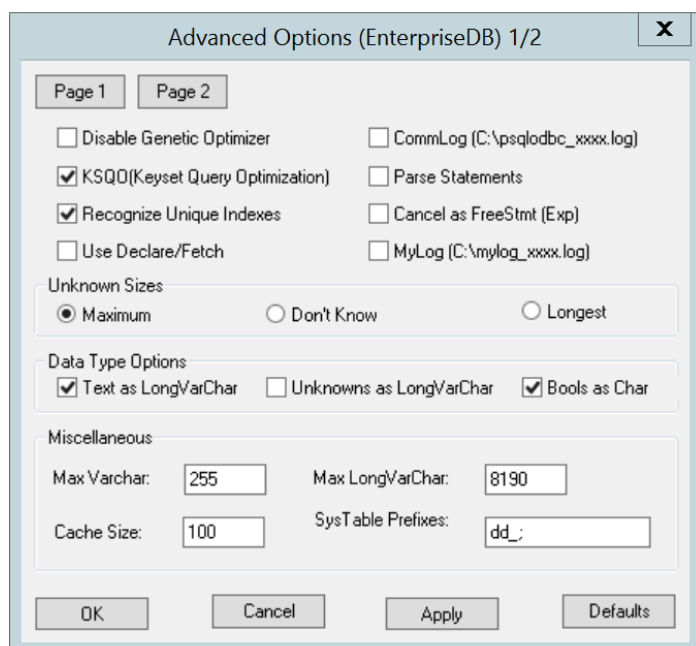 Advanced Options (EnterpriseDB) 1/2 X
Page 1 Page 2
Disable Genetic Optimizer CommLog (C:\psqlodbc_xxxx.log)
KSQO(Keyset Query Optimization) Parse Statements
Recognize Unique Indexes Cancel as FreeStmt (Exp)
Use Declare/Fetch MyLog (C:\mylog_xxxx.log)
Unknown Sizes
Maximum Don't Know Longest
Data Type Options
Text as LongVarChar Unknowns as LongVarChar Bools as Char
Miscellaneous
Max Varchar: 255 Max LongVarChar: 8190
Cache Size: 100 SysTable Prefixes: dd_;
OK Cancel Apply Defaults